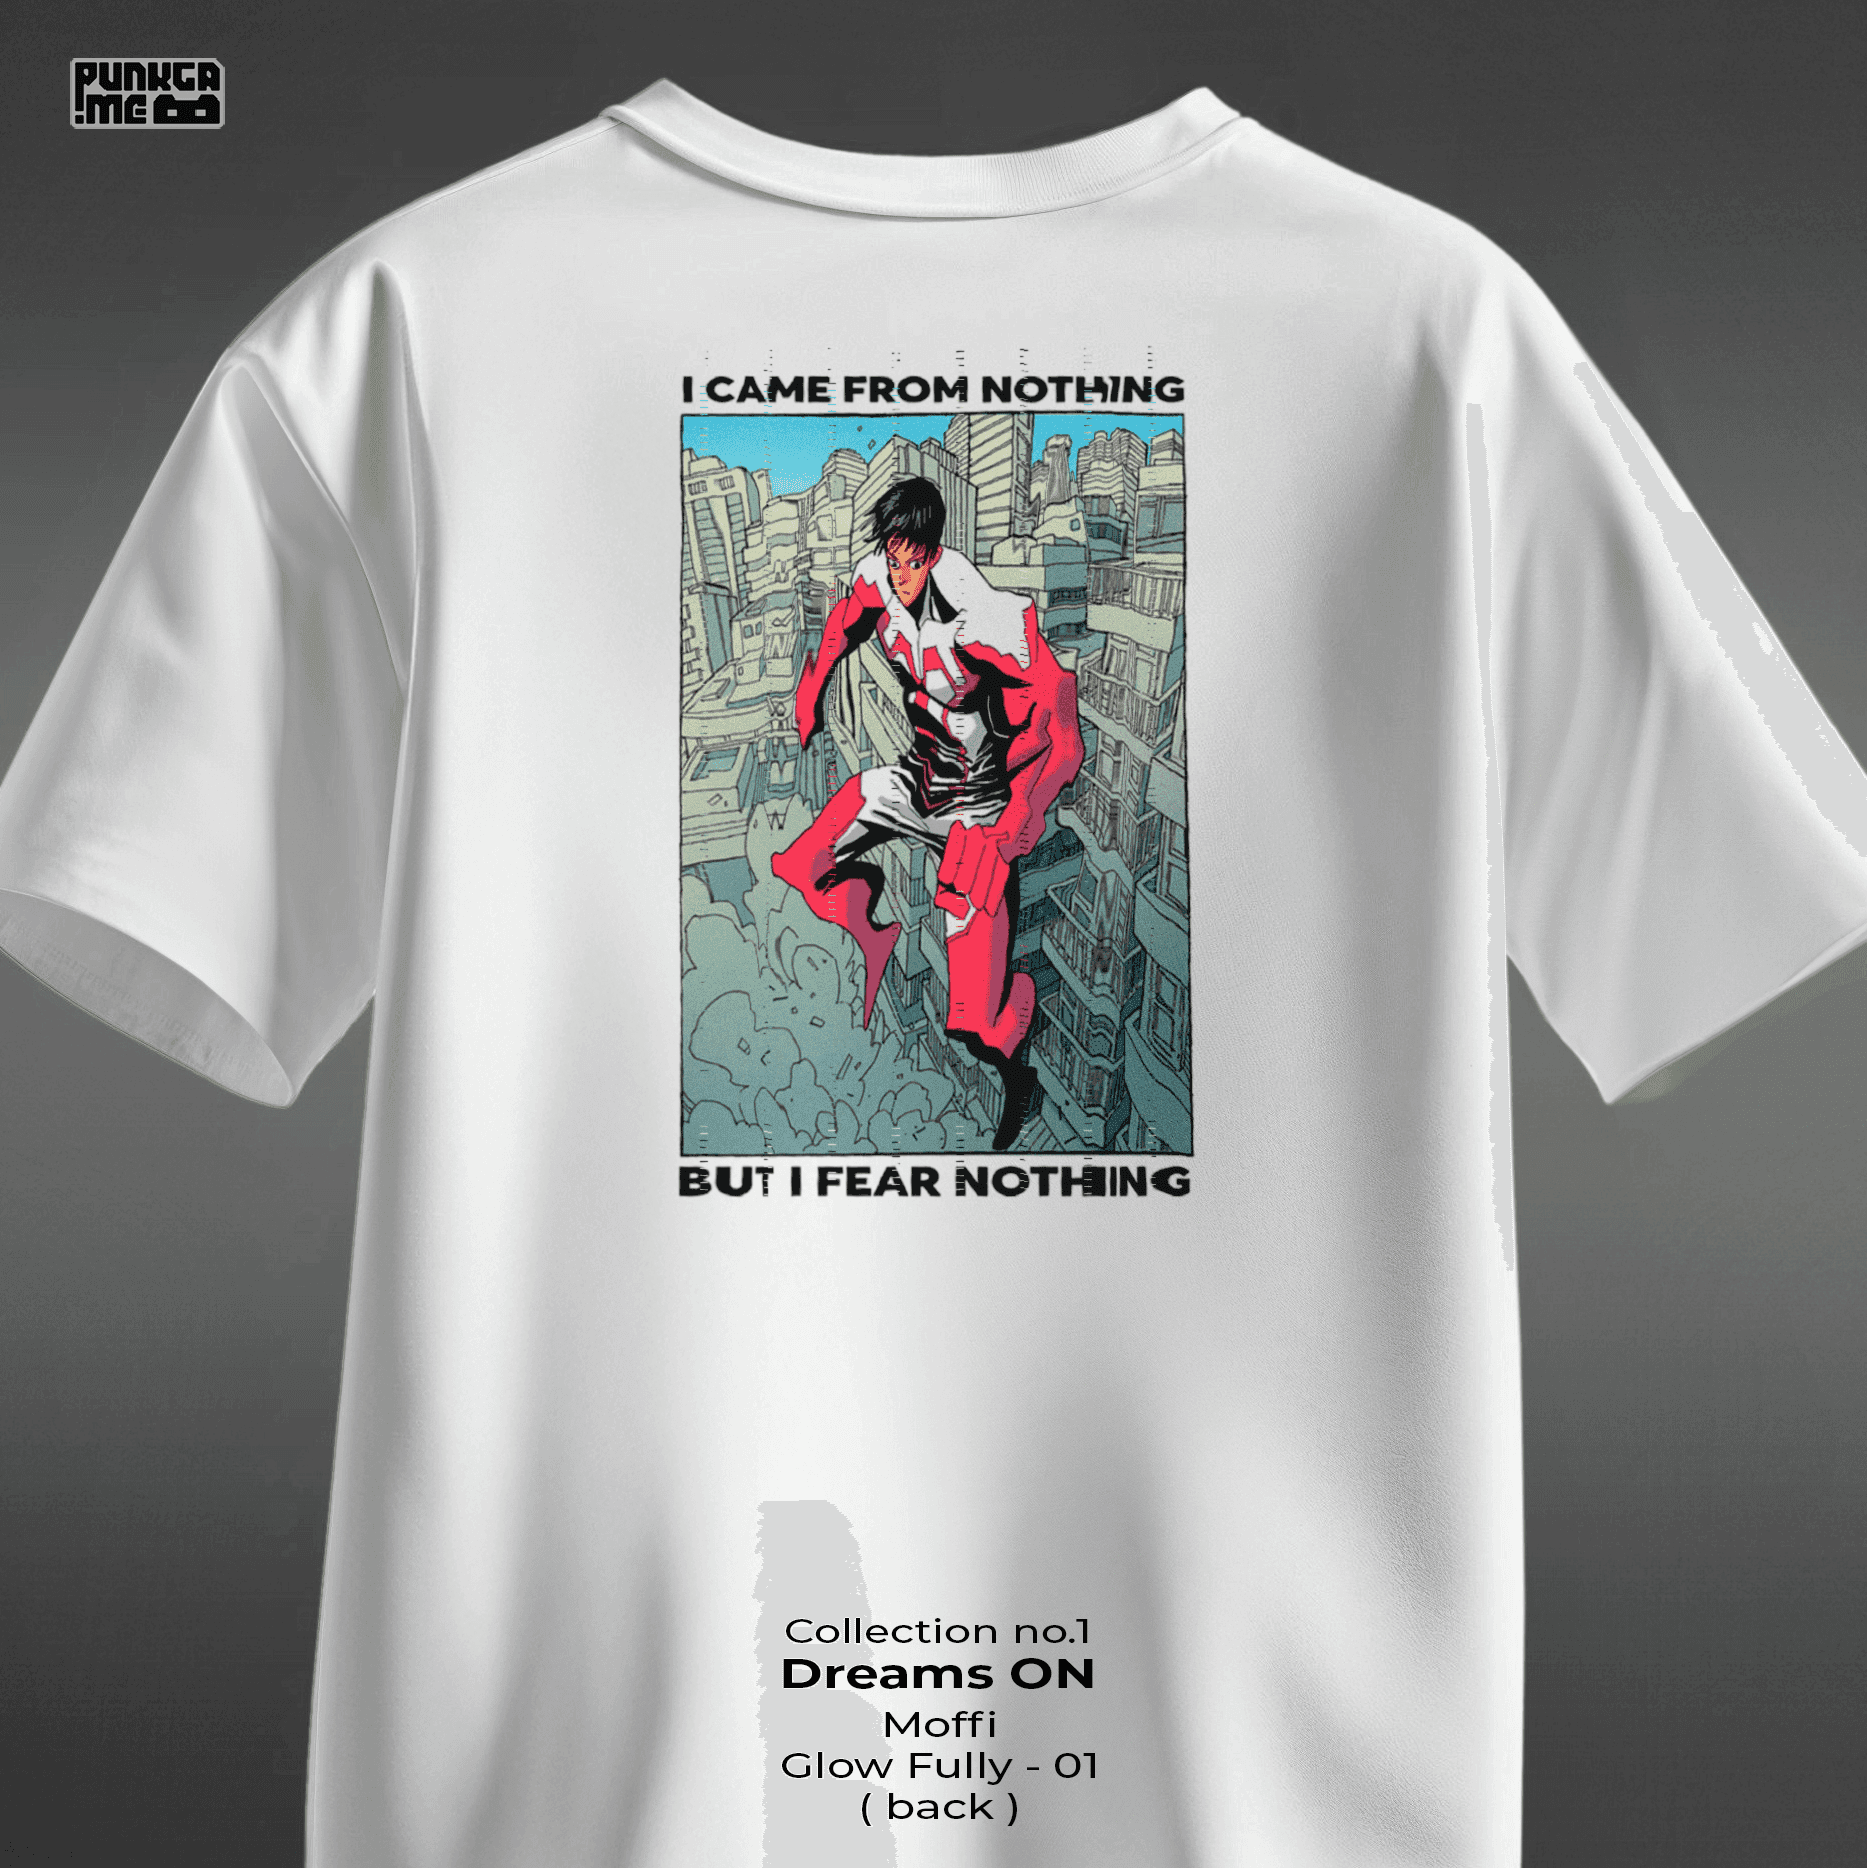 PUNKGA
.ME
I CAME FROM NOTHING
BUT I FEAR NOTHING
Collection no.1
Dreams ON
Moffi
Glow Fully - 01
( back )